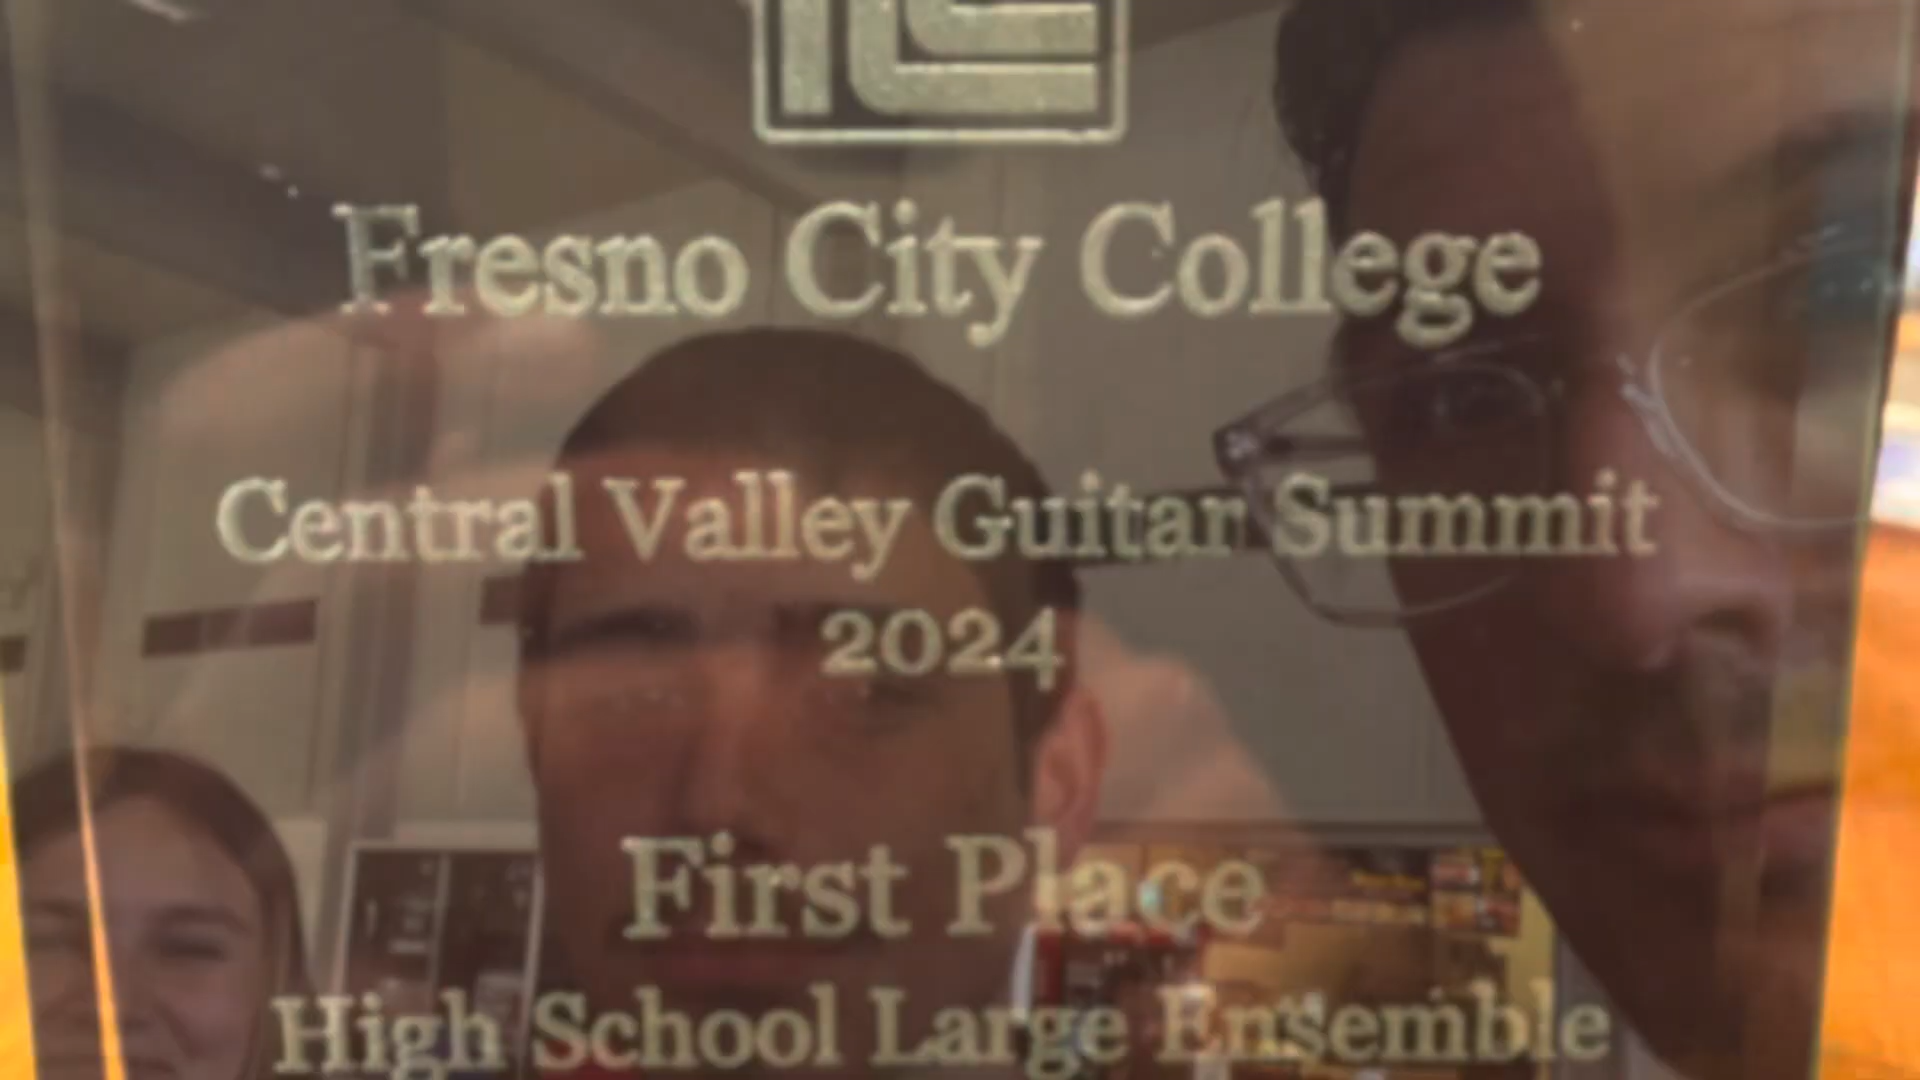 Fresno City College
Central Valley Guitar Summit
2024
First Place
High School Large Ensemble